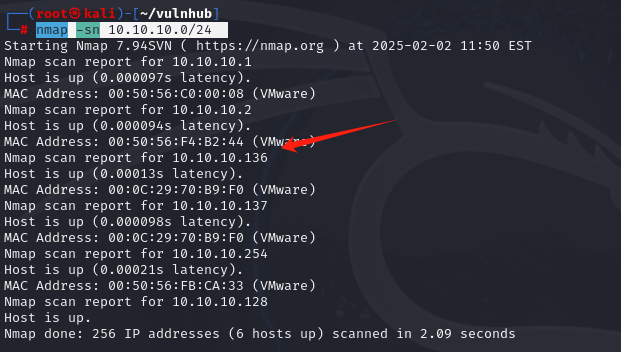 (root㉿kali)-[~/vulnhub]
# nmap -sn 10.10.10.0/24
Starting Nmap 7.94SVN ( https://nmap.org ) at 2025-02-02 11:50 EST
Nmap scan report for 10.10.10.1
Host is up (0.000097s latency).
MAC Address: 00:50:56:C0:00:08 (VMware)
Nmap scan report for 10.10.10.2
Host is up (0.000094s latency).
MAC Address: 00:50:56:F4:B2:44 (VMware)
Nmap scan report for 10.10.10.136
Host is up (0.00013s latency).
MAC Address: 00:0C:29:70:B9:F0 (VMware)
Nmap scan report for 10.10.10.137
Host is up (0.000098s latency).
MAC Address: 00:0C:29:70:B9:F0 (VMware)
Nmap scan report for 10.10.10.254
Host is up (0.00021s latency).
MAC Address: 00:50:56:FB:CA:33 (VMware)
Nmap scan report for 10.10.10.128
Host is up.
Nmap done: 256 IP addresses (6 hosts up) scanned in 2.09 seconds